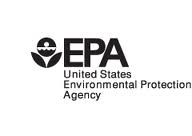 EPA
United States
Environmental Protection
Agency